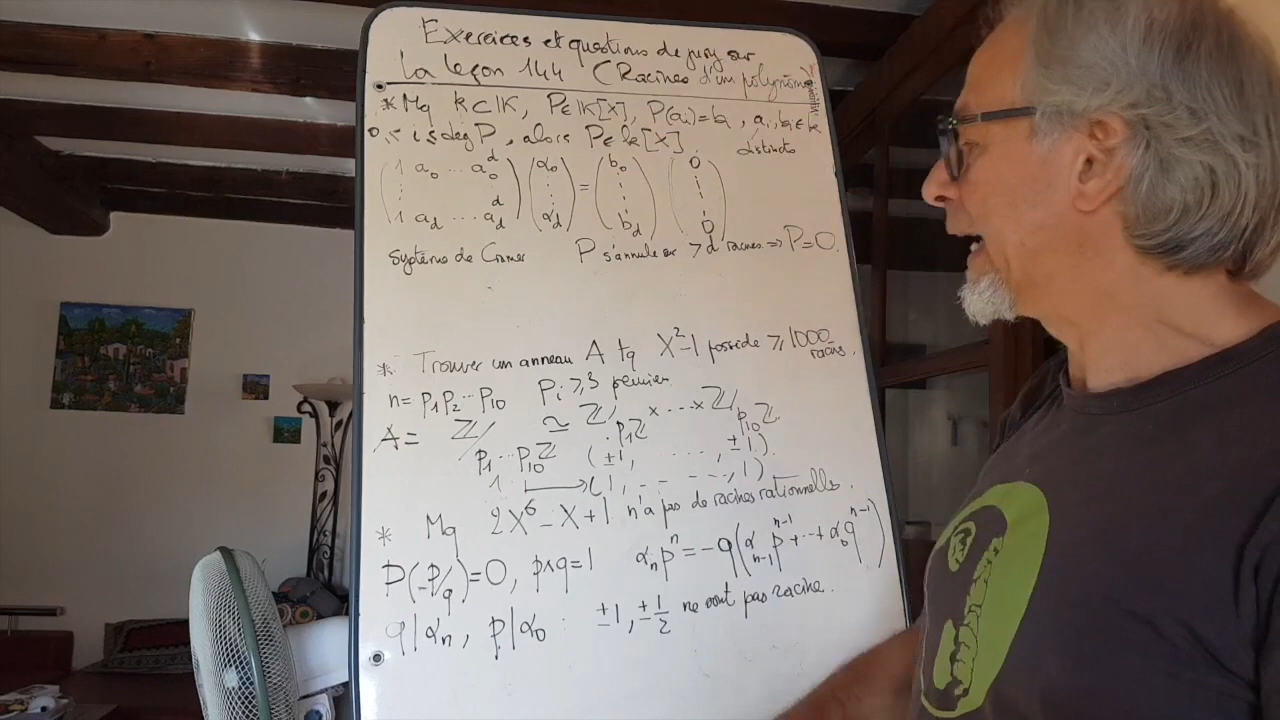 Exercices et questions de jury sur
la leçon 144 (Racines d'un polynôme
* Mq k⊂K, P∈K[X], P(ai)=bi, ai, bi∈k
0≤i≤deg P, alors P∈k[X] distincts
(1 a₀ ... a₀ᵈ) (α₀) = (b₀) (0)
(1 a_d ... a_dᵈ) (α_d) (b_d) (0)
Système de Cramer P s'annule sur >d racines ⇒ P=0.
* Trouver un anneau A tq X²-1 possède ≥1000 racines.
n=p₁p₂...p₁₀ Pi≥3 premiers.
A= Z/p₁...p₁₀Z ≃ Z/p₁Z ×...× Z/p₁₀Z
(±1, ......, ±1).
1 ⟼ (1, - - - -, 1)
* Mq 2X⁶-X+1 n'a pas de racines rationnelles.
P(-p/q)=0, p∧q=1 αₙpⁿ=-q(αₙ₋₁pⁿ⁻¹+...+α₀qⁿ⁻¹)
q|αₙ, p|α₀. ±1, ±1/2 ne sont pas racine.